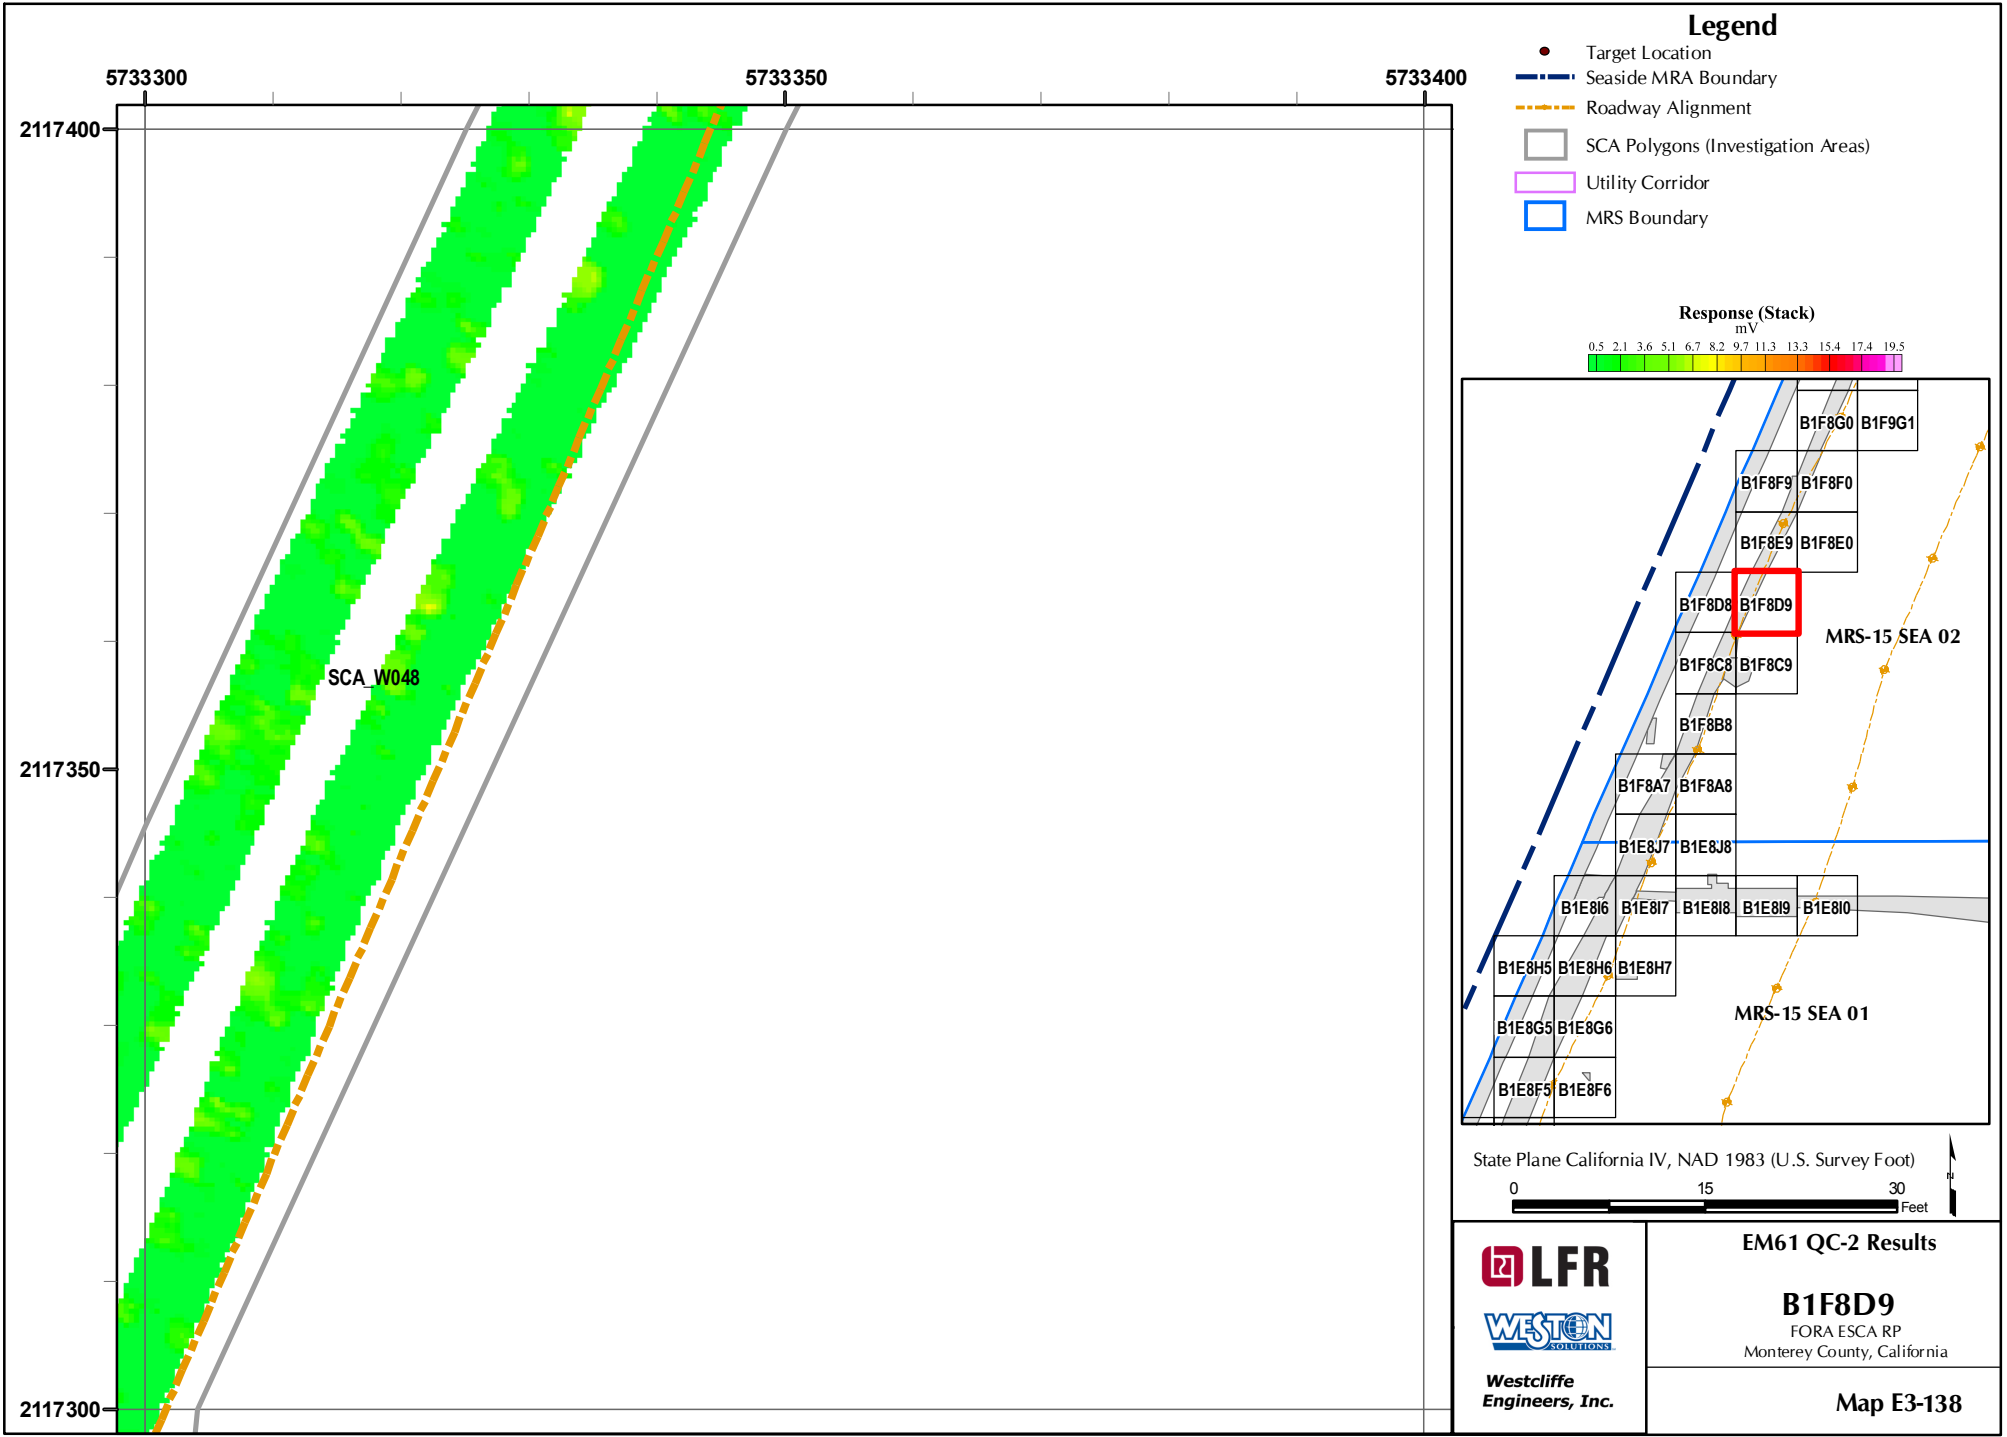 5733300
5733350
5733400
2117400
2117350
2117300
SCA_W048
Legend
Target Location
Seaside MRA Boundary
Roadway Alignment
SCA Polygons (Investigation Areas)
Utility Corridor
MRS Boundary
Response (Stack)
mV
0.5 2.1 3.6 5.1 6.7 8.2 9.7 11.3 13.3 15.4 17.4 19.5
B1F8G0 B1F9G1
B1F8F9 B1F8F0
B1F8E9 B1F8E0
B1F8D8 B1F8D9
MRS-15 SEA 02
B1F8C8 B1F8C9
B1F8B8
B1F8A7 B1F8A8
B1E8J7 B1E8J8
B1E8I6 B1E8I7 B1E8I8 B1E8I9 B1E8I0
B1E8H5 B1E8H6 B1E8H7
MRS-15 SEA 01
B1E8G5 B1E8G6
B1E8F5 B1E8F6
State Plane California IV, NAD 1983 (U.S. Survey Foot)
N
0 15 30
Feet
LFR
WESTON
SOLUTIONS
Westcliffe
Engineers, Inc.
EM61 QC-2 Results
B1F8D9
FORA ESCA RP
Monterey County, California
Map E3-138